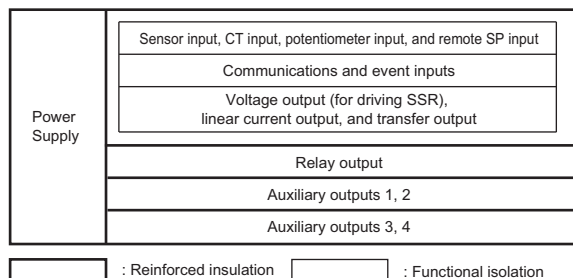 Sensor input, CT input, potentiometer input, and remote SP input
Communications and event inputs
Voltage output (for driving SSR),
linear current output, and transfer output
Power
Supply
Relay output
Auxiliary outputs 1, 2
Auxiliary outputs 3, 4
: Reinforced insulation
: Functional isolation